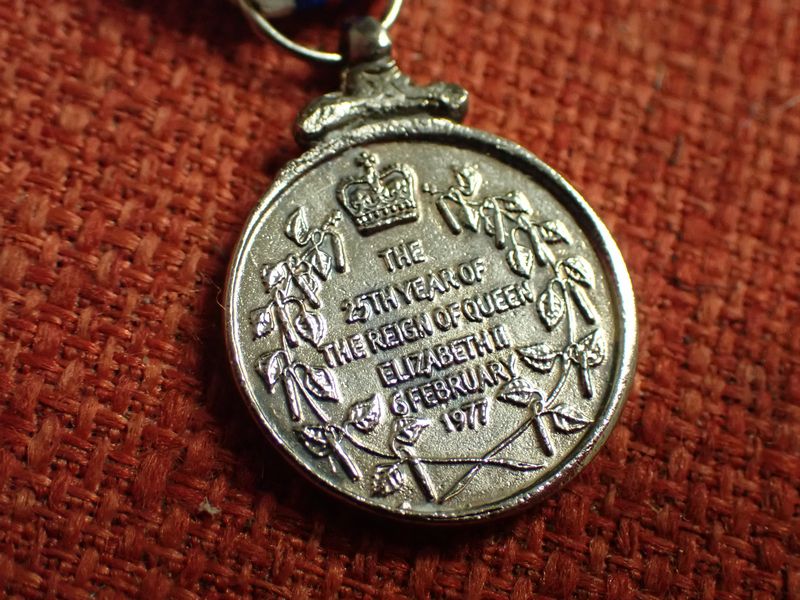 THE
25TH YEAR OF
THE REIGN OF QUEEN
ELIZABETH II
6 FEBRUARY
1977